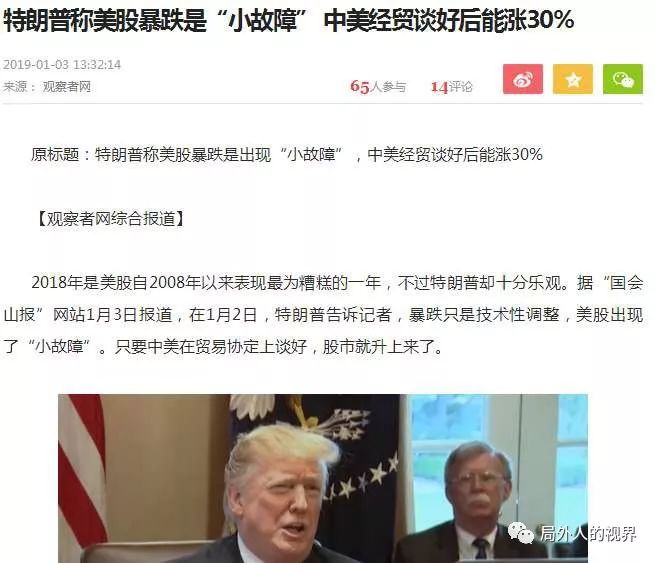 特朗普称美股暴跌是“小故障” 中美经贸谈好后能涨30%
2019-01-03 13:32:14
来源： 观察者网
65人参与 14评论
原标题：特朗普称美股暴跌是出现“小故障”，中美经贸谈好后能涨30%
【观察者网综合报道】
2018年是美股自2008年以来表现最为糟糕的一年，不过特朗普却十分乐观。据“国会
山报”网站1月3日报道，在1月2日，特朗普告诉记者，暴跌只是技术性调整，美股出现
了“小故障”。只要中美在贸易协定上谈好，股市就升上来了。
局外人的视界